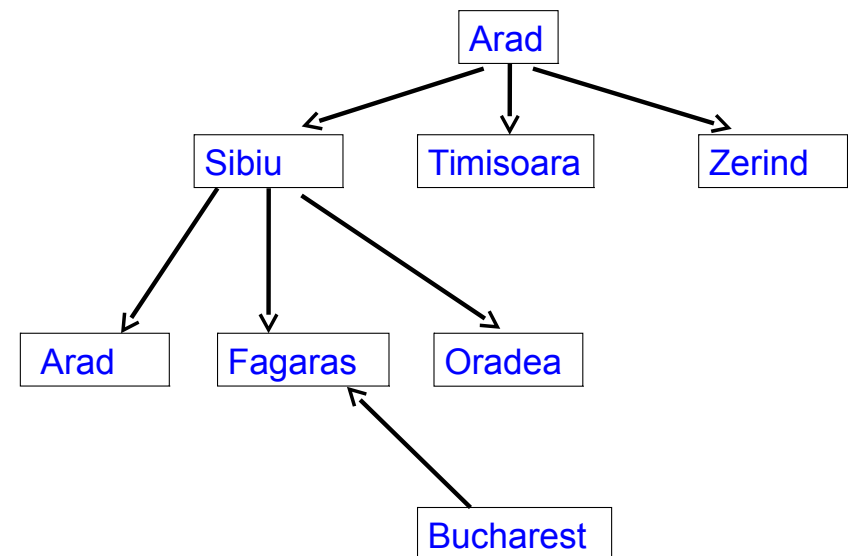 Arad
Sibiu
Timisoara
Zerind
Arad
Fagaras
Oradea
Bucharest